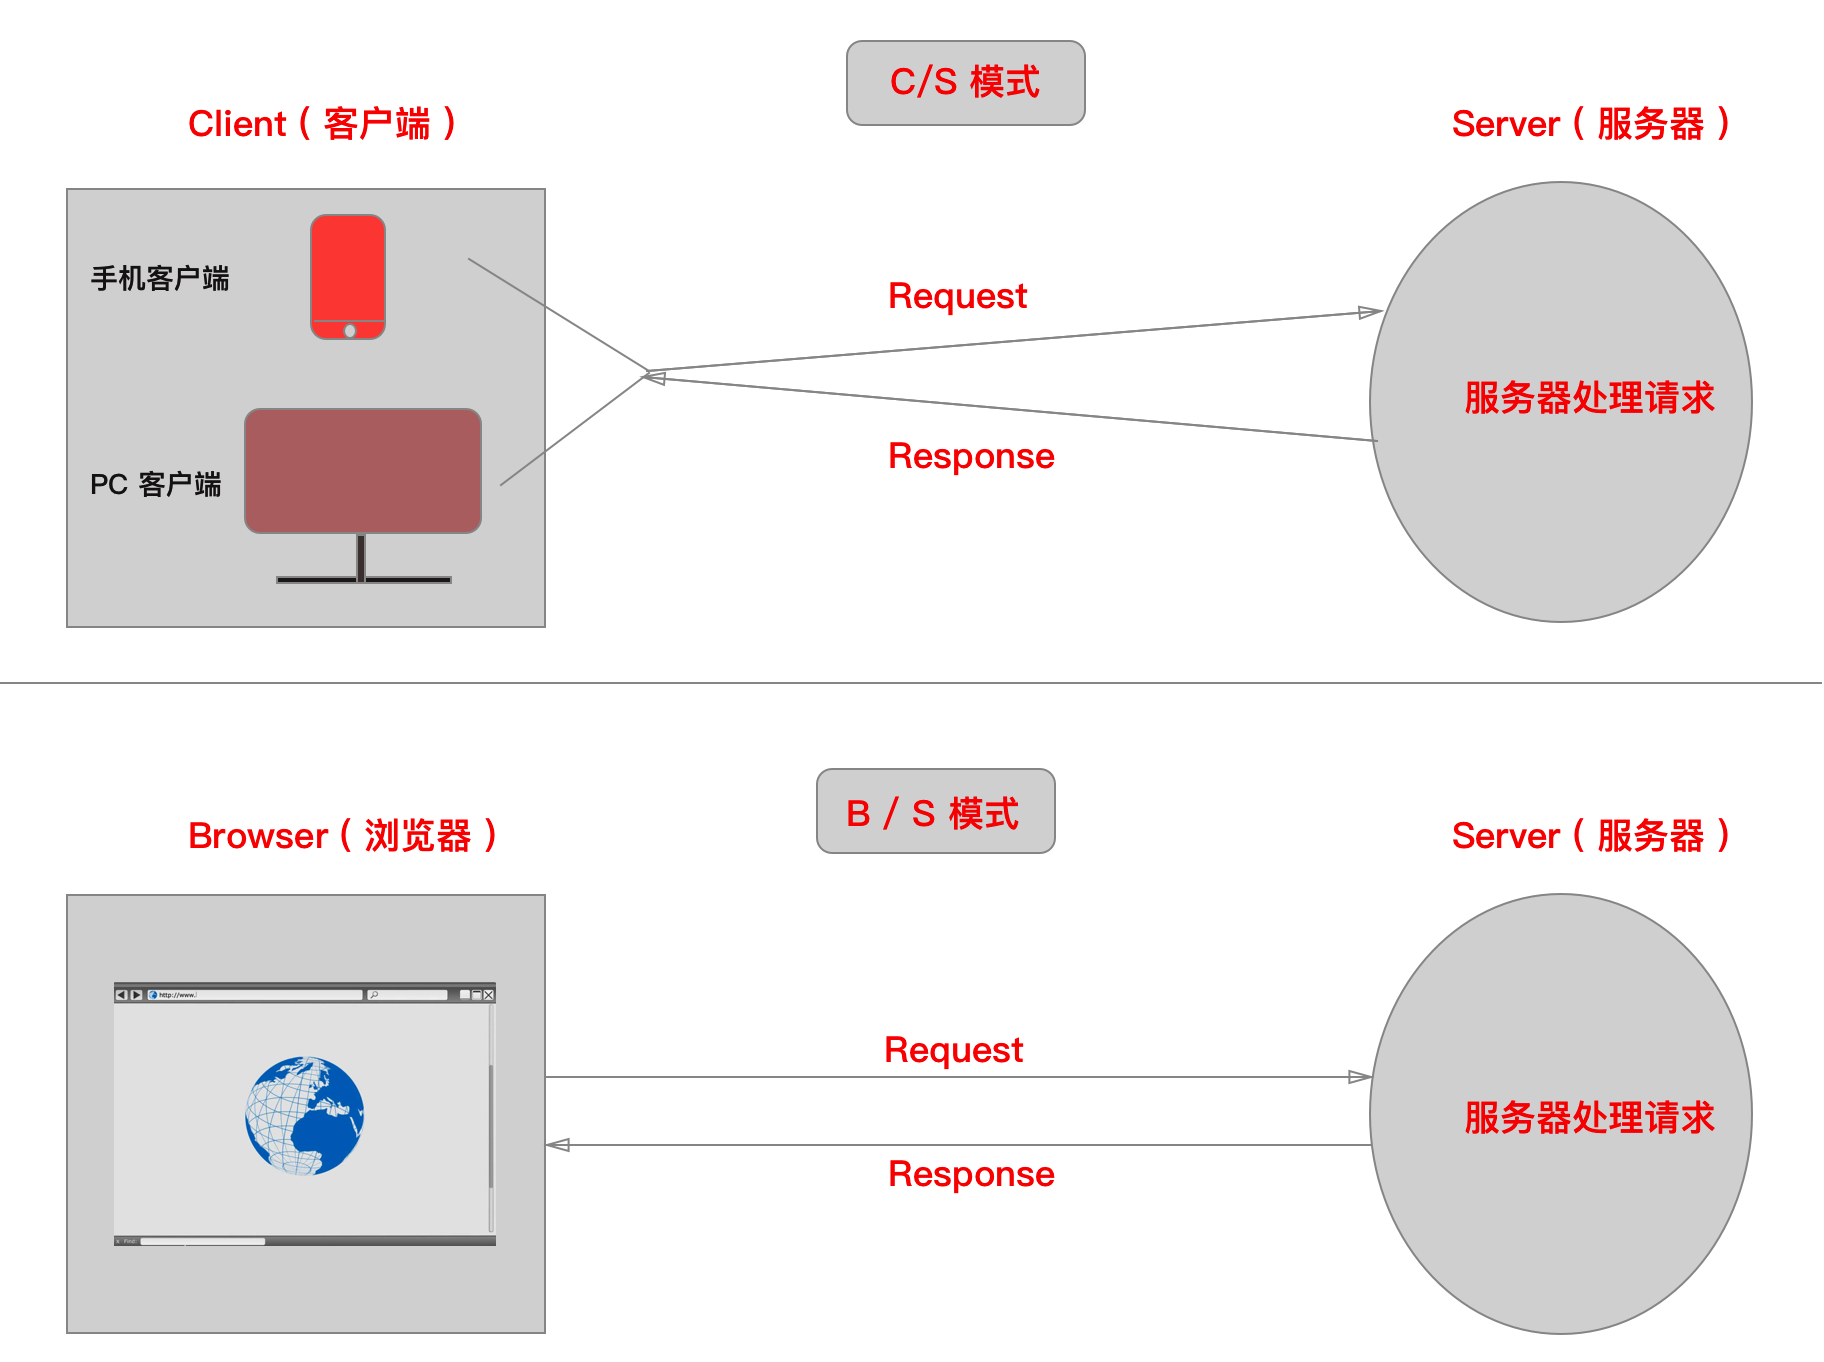 C/S 模式
Client（客户端）
Server（服务器）
手机客户端
Request
服务器处理请求
Response
PC 客户端
B / S 模式
Browser（浏览器）
Server（服务器）
http://www.
Request
服务器处理请求
Response
Find: